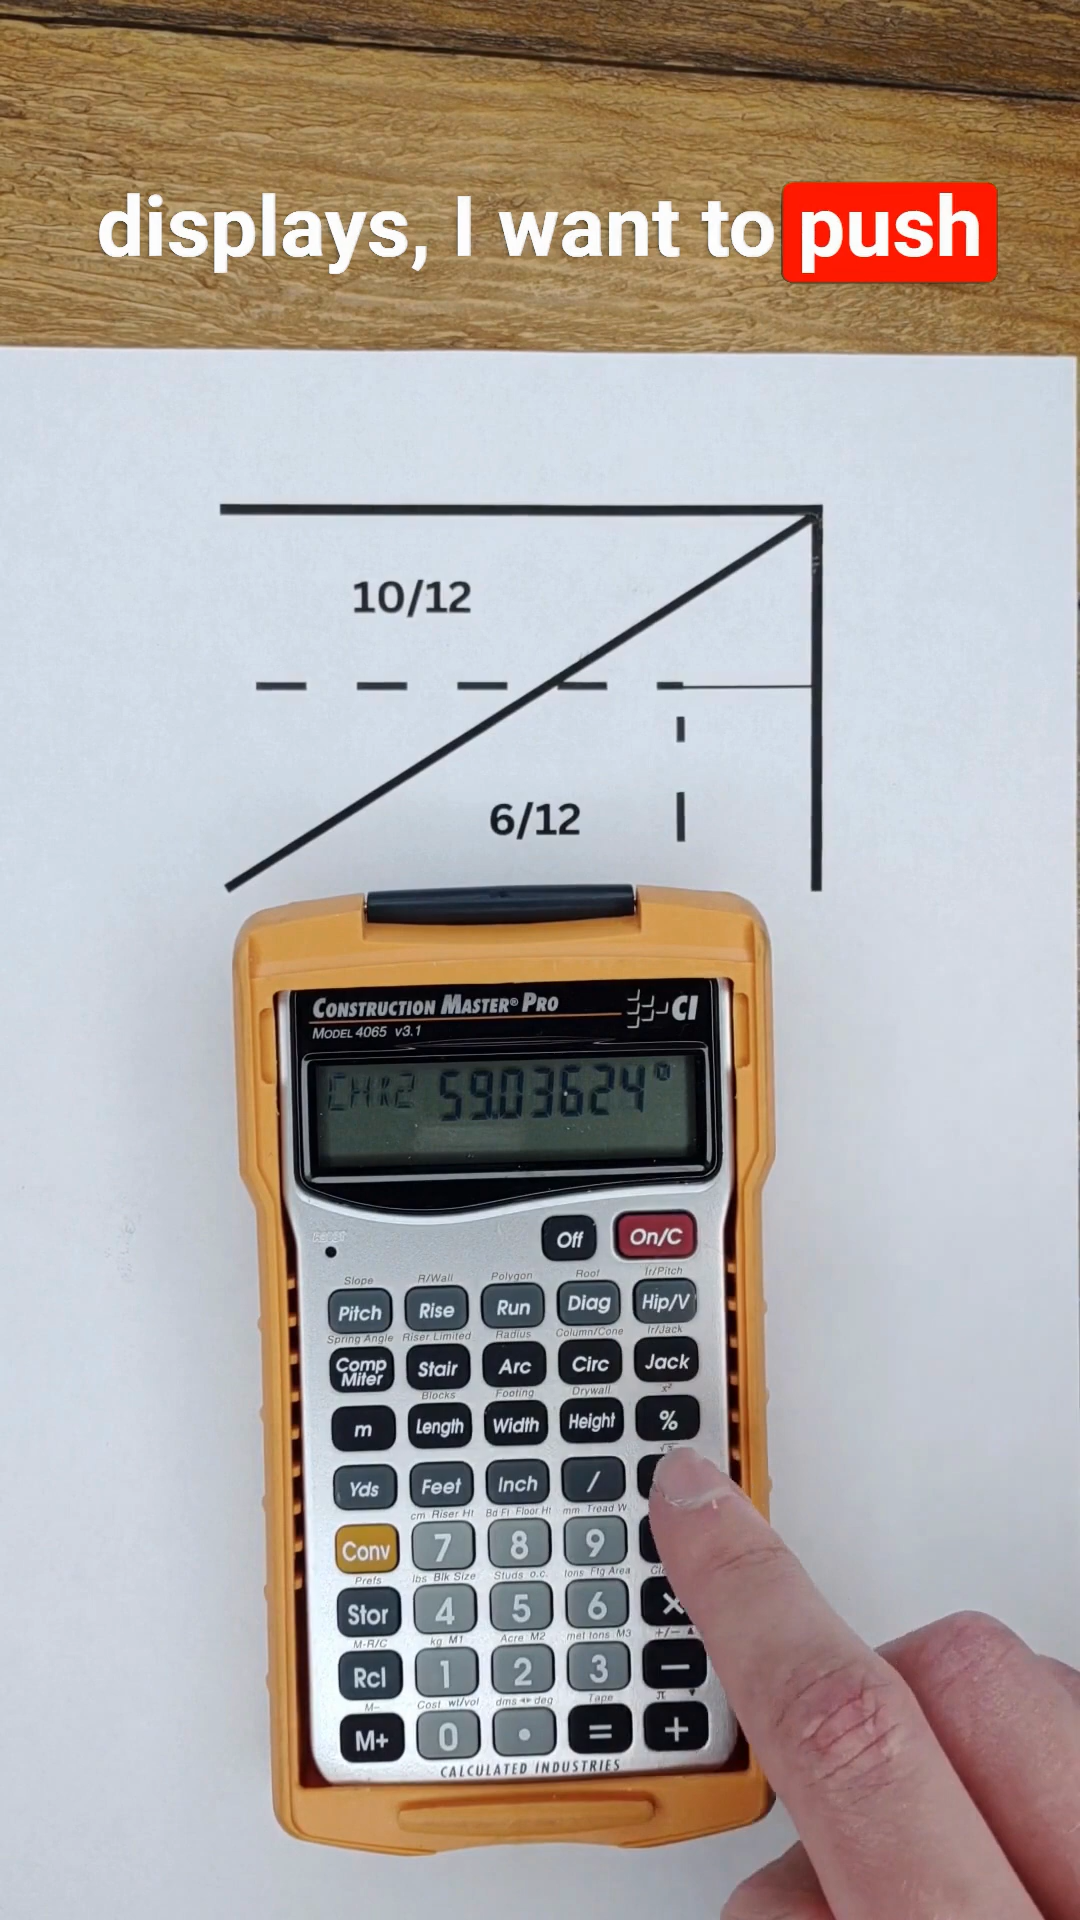 displays, I want to push
10/12
6/12
CONSTRUCTION MASTER® PRO
CI
MODEL 4065 v3.1
CHK2 59.03624°
Off On/C
Slope R/Wall Polygon Roof Ir/Pitch
Pitch Rise Run Diag Hip/V
Spring Angle Riser Limited Radius Column/Cone Ir/Jack
Comp Miter Stair Arc Circ Jack
Blocks Footing Drywall x²
m Length Width Height %
Yds Feet Inch /
cm Riser Ht Bd Ft Floor Ht mm Tread W
Conv 7 8 9
Prefs lbs Blk Size Studs o.c. tons Ftg Area
Stor 4 5 6 ×
M-R/C kg M1 Acre M2 met tons M3 +/- ▲
Rcl 1 2 3 −
M- Cost wt/vol dms◄►deg Tape π ▼
M+ 0 • = +
CALCULATED INDUSTRIES